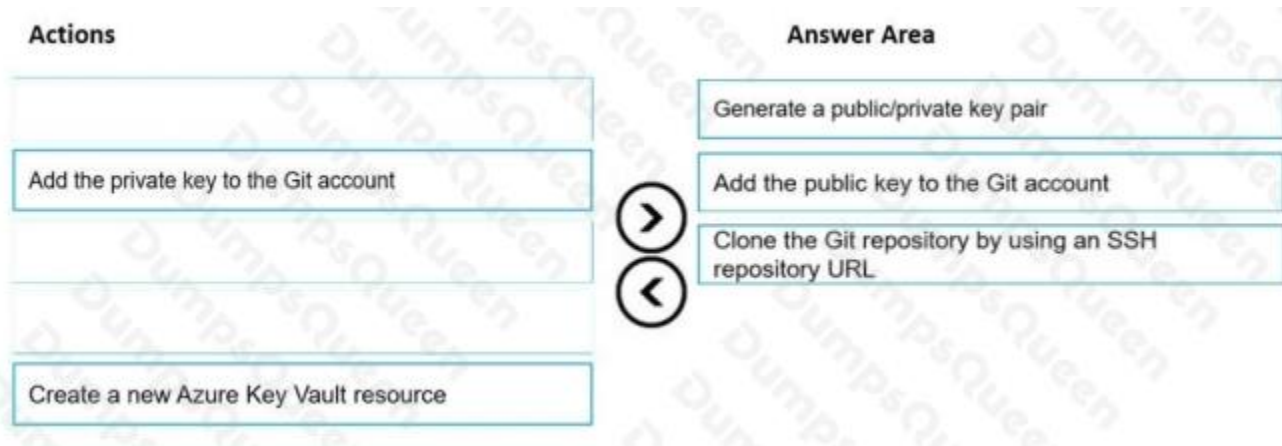 Actions
Answer Area
Generate a public/private key pair
Add the private key to the Git account
Add the public key to the Git account
Clone the Git repository by using an SSH
repository URL
Create a new Azure Key Vault resource
DumpsQueen